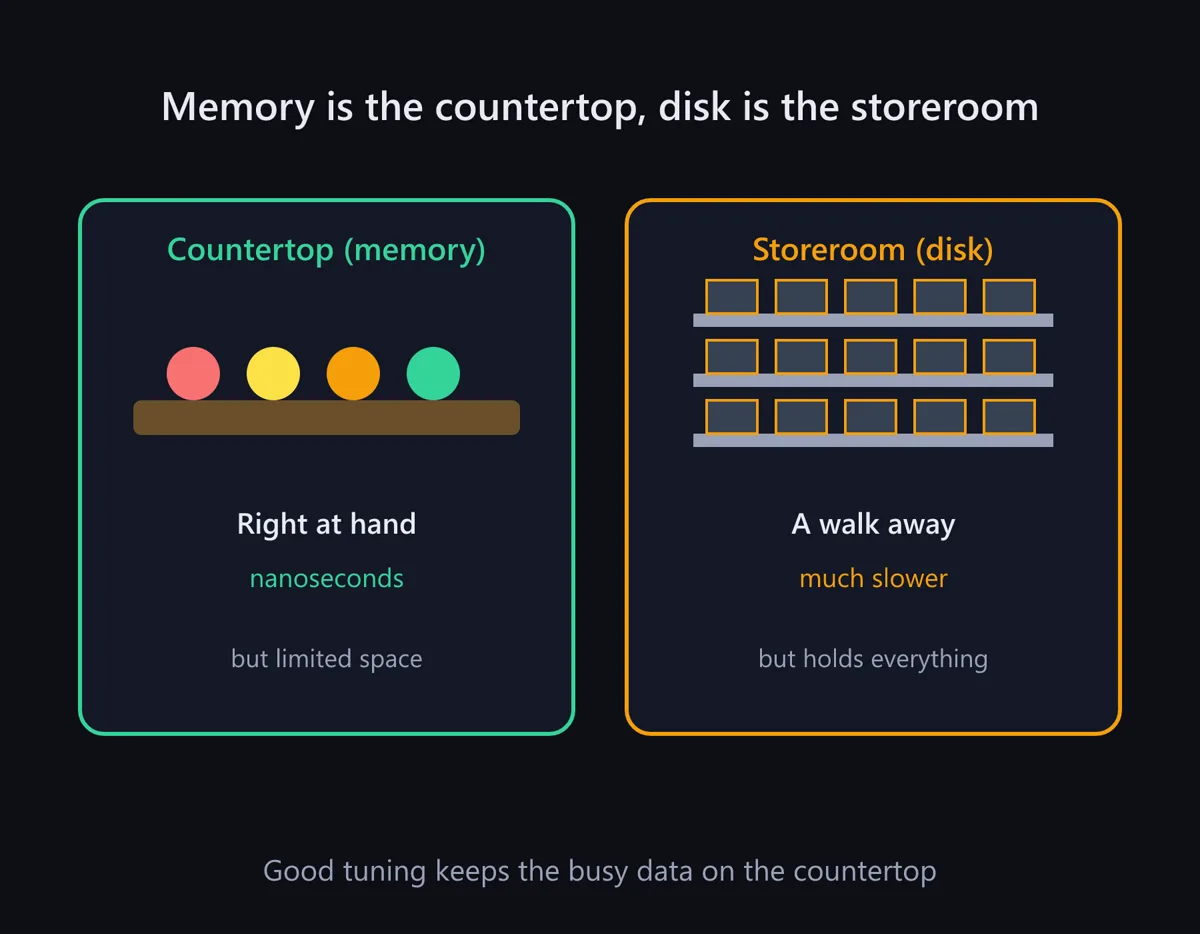 Memory is the countertop, disk is the storeroom
Countertop (memory)
Right at hand
nanoseconds
but limited space
Storeroom (disk)
A walk away
much slower
but holds everything
Good tuning keeps the busy data on the countertop